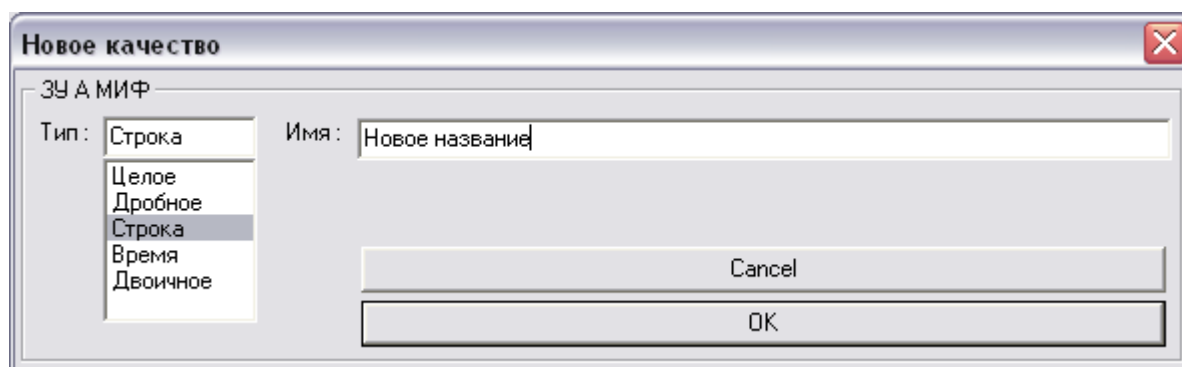 Новое качество
ЗУ А МИФ
Тип : Строка Имя : Новое название
Целое
Дробное
Строка
Время
Двоичное
Cancel
OK